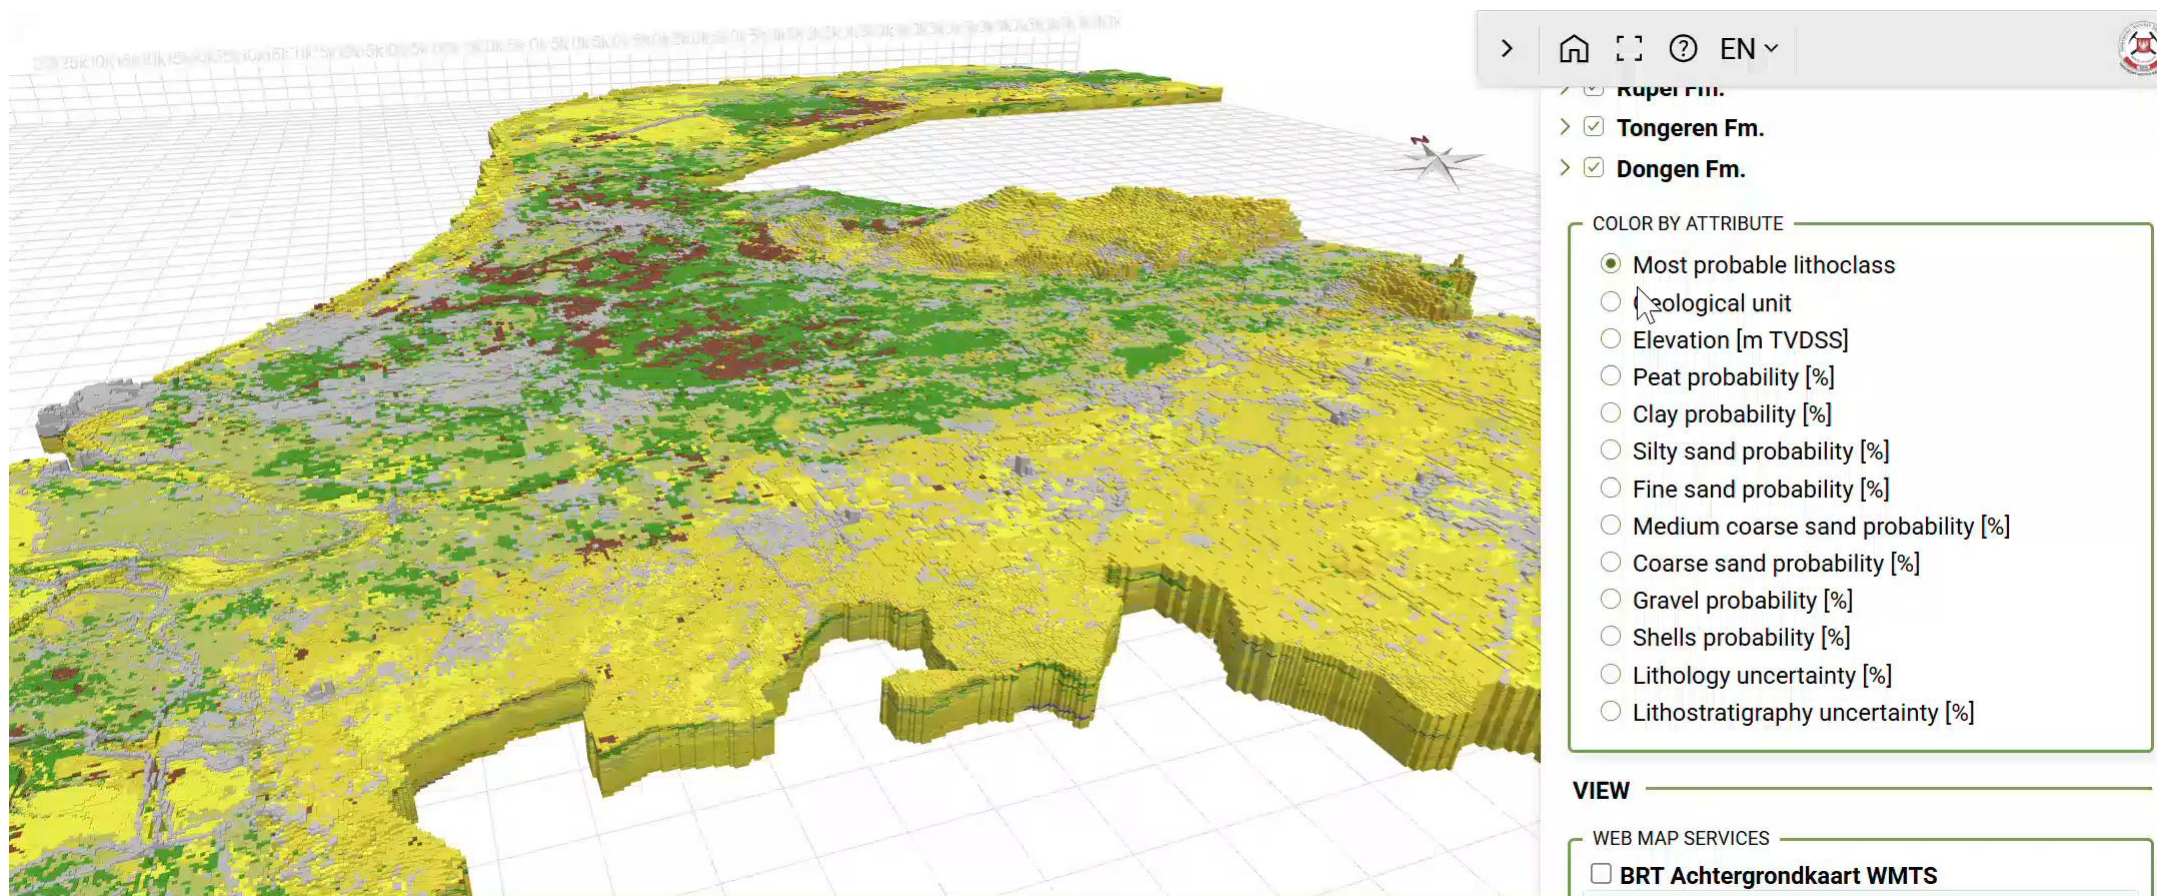 EN
Rupel Fm.
Tongeren Fm.
Dongen Fm.
COLOR BY ATTRIBUTE
Most probable lithoclass
Geological unit
Elevation [m TVDSS]
Peat probability [%]
Clay probability [%]
Silty sand probability [%]
Fine sand probability [%]
Medium coarse sand probability [%]
Coarse sand probability [%]
Gravel probability [%]
Shells probability [%]
Lithology uncertainty [%]
Lithostratigraphy uncertainty [%]
VIEW
WEB MAP SERVICES
BRT Achtergrondkaart WMTS